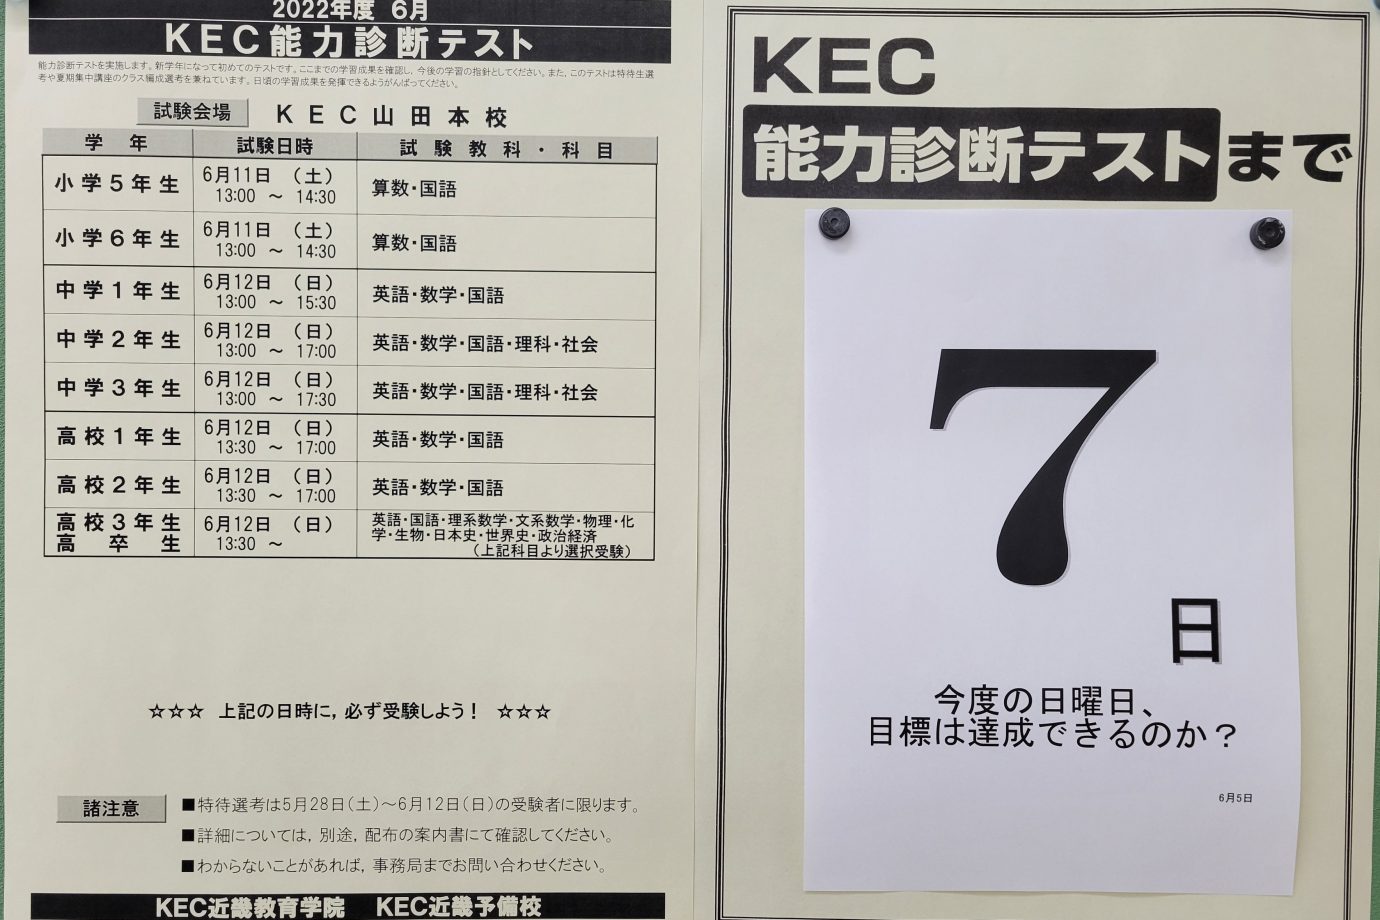 2022年度 6月
KEC能力診断テスト
能力診断テストを実施します。新学年になって初めてのテストです。ここまでの学習成果を確認し、今後の学習の指針としてください。また、このテストは特待生選
考や夏期集中講座のクラス編成選考を兼ねています。日頃の学習成果を発揮できるようがんばってください。
試験会場 KEC山田本校
学年 試験日時 試験教科・科目
小学5年生 6月11日 (土) 13:00 ～ 14:30 算数・国語
小学6年生 6月11日 (土) 13:00 ～ 14:30 算数・国語
中学1年生 6月12日 (日) 13:00 ～ 15:30 英語・数学・国語
中学2年生 6月12日 (日) 13:00 ～ 17:00 英語・数学・国語・理科・社会
中学3年生 6月12日 (日) 13:00 ～ 17:30 英語・数学・国語・理科・社会
高校1年生 6月12日 (日) 13:30 ～ 17:00 英語・数学・国語
高校2年生 6月12日 (日) 13:30 ～ 17:00 英語・数学・国語
高校3年生 6月12日 (日) 英語・国語・理系数学・文系数学・物理・化
高卒生 13:30 ～ 学・生物・日本史・世界史・政治経済
(上記科目より選択受験)
☆☆☆ 上記の日時に，必ず受験しよう！ ☆☆☆
諸注意 ■特待選考は5月28日(土)～6月12日(日)の受験者に限ります。
■詳細については，別途，配布の案内書にて確認してください。
■わからないことがあれば，事務局までお問い合わせください。
KEC近畿教育学院 KEC近畿予備校
KEC
能力診断テストまで
7
日
今度の日曜日、
目標は達成できるのか？
6月5日